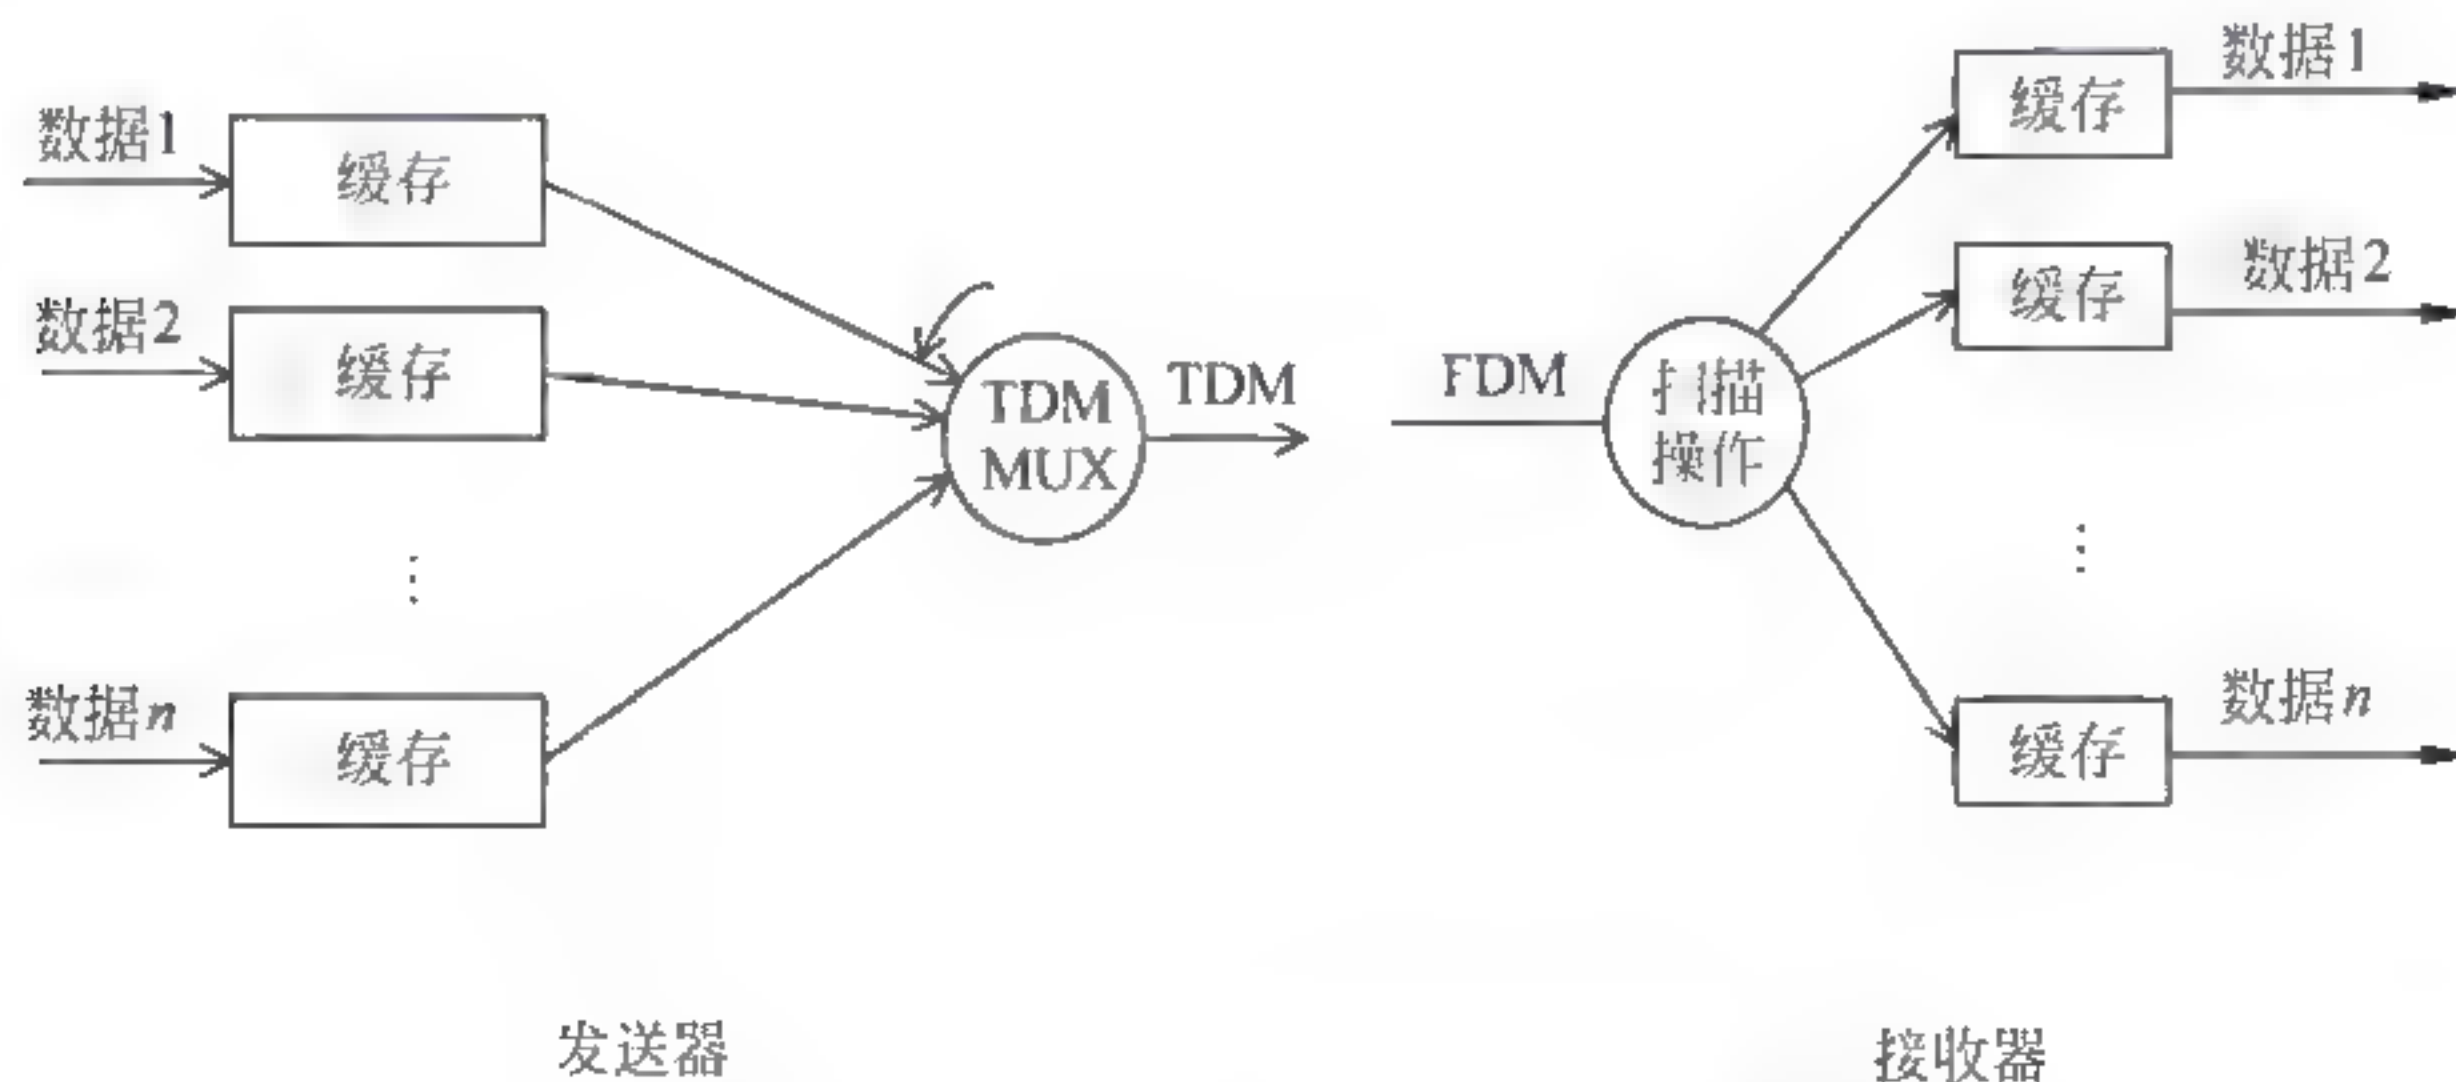 数据1
缓存
数据2
缓存
⋮
数据n
缓存
TDM
MUX
TDM
发送器
FDM
扫描
操作
缓存
数据1
缓存
数据2
⋮
缓存
数据n
接收器